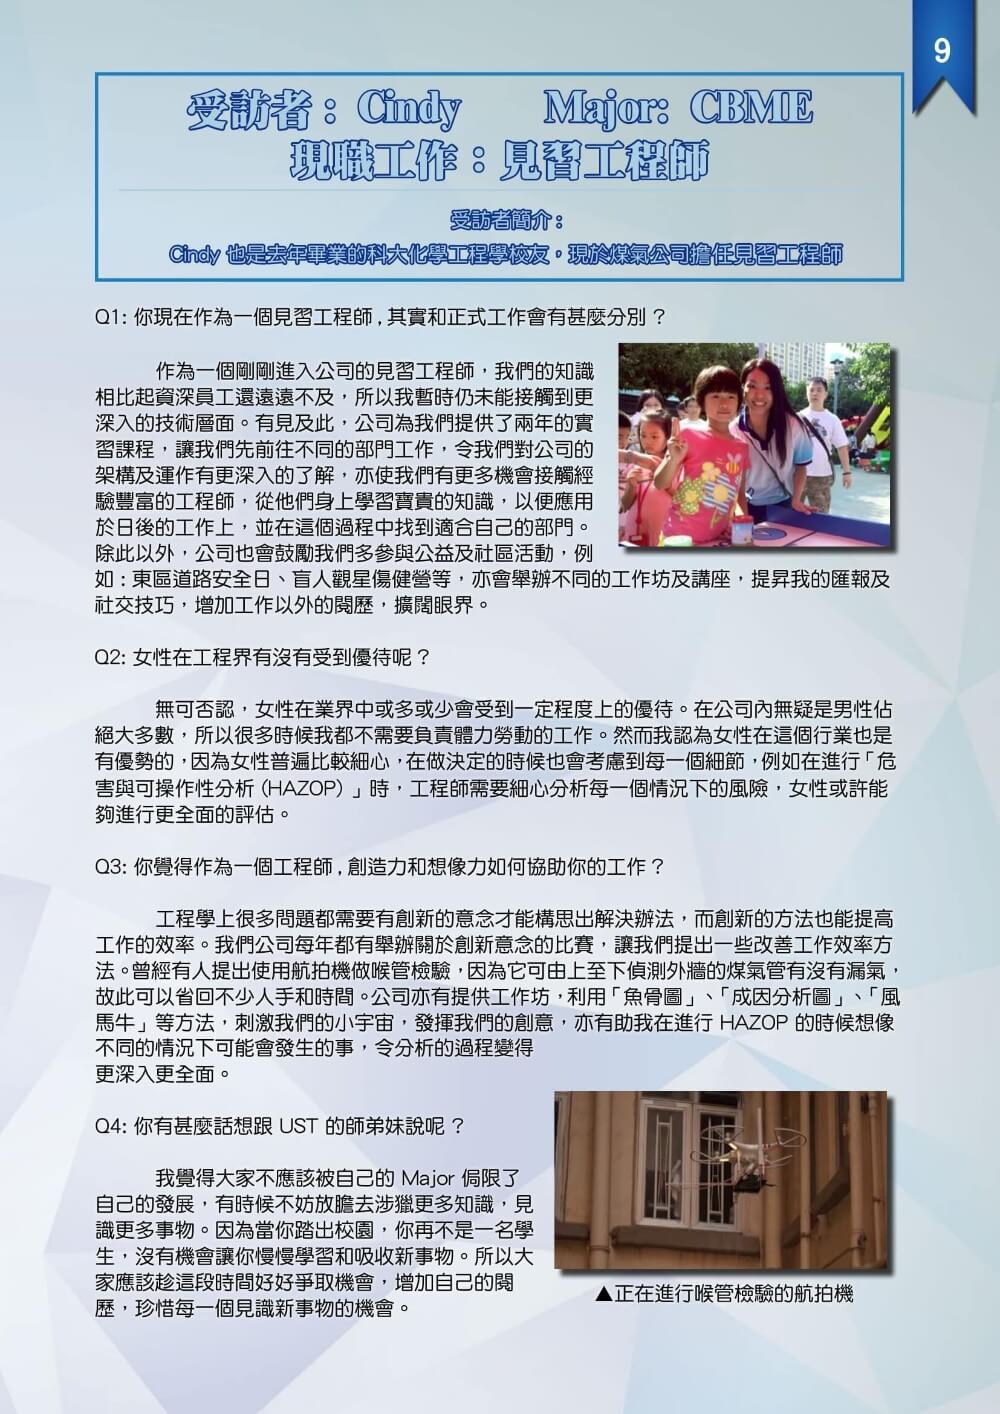 9
受訪者：Cindy Major: CBME
現職工作：見習工程師
受訪者簡介：
Cindy 也是去年畢業的科大化學工程學校友，現於煤氣公司擔任見習工程師
Q1: 你現在作為一個見習工程師，其實和正式工作會有甚麼分別？
作為一個剛剛進入公司的見習工程師，我們的知識
相比起資深員工還遠遠不及，所以我暫時仍未能接觸到更
深入的技術層面。有見及此，公司為我們提供了兩年的實
習課程，讓我們先前往不同的部門工作，令我們對公司的
架構及運作有更深入的了解，亦使我們有更多機會接觸經
驗豐富的工程師，從他們身上學習寶貴的知識，以便應用
於日後的工作上，並在這個過程中找到適合自己的部門。
除此以外，公司也會鼓勵我們多參與公益及社區活動，例
如：東區道路安全日、盲人觀星傷健營等，亦會舉辦不同的工作坊及講座，提昇我的匯報及
社交技巧，增加工作以外的閱歷，擴闊眼界。
Q2: 女性在工程界有沒有受到優待呢？
無可否認，女性在業界中或多或少會受到一定程度上的優待。在公司內無疑是男性佔
絕大多數，所以很多時候我都不需要負責體力勞動的工作。然而我認為女性在這個行業也是
有優勢的，因為女性普遍比較細心，在做決定的時候也會考慮到每一個細節，例如在進行「危
害與可操作性分析 (HAZOP) 」時，工程師需要細心分析每一個情況下的風險，女性或許能
夠進行更全面的評估。
Q3: 你覺得作為一個工程師，創造力和想像力如何協助你的工作？
工程學上很多問題都需要有創新的意念才能構思出解決辦法，而創新的方法也能提高
工作的效率。我們公司每年都有舉辦關於創新意念的比賽，讓我們提出一些改善工作效率方
法。曾經有人提出使用航拍機做喉管檢驗，因為它可由上至下偵測外牆的煤氣管有沒有漏氣，
故此可以省回不少人手和時間。公司亦有提供工作坊，利用「魚骨圖」、「成因分析圖」、「風
馬牛」等方法，刺激我們的小宇宙，發揮我們的創意，亦有助我在進行 HAZOP 的時候想像
不同的情況下可能會發生的事，令分析的過程變得
更深入更全面。
Q4: 你有甚麼話想跟 UST 的師弟妹說呢？
我覺得大家不應該被自己的 Major 侷限了
自己的發展，有時候不妨放膽去涉獵更多知識，見
識更多事物。因為當你踏出校園，你再不是一名學
生，沒有機會讓你慢慢學習和吸收新事物。所以大
家應該趁這段時間好好爭取機會，增加自己的閱
歷，珍惜每一個見識新事物的機會。
▲正在進行喉管檢驗的航拍機